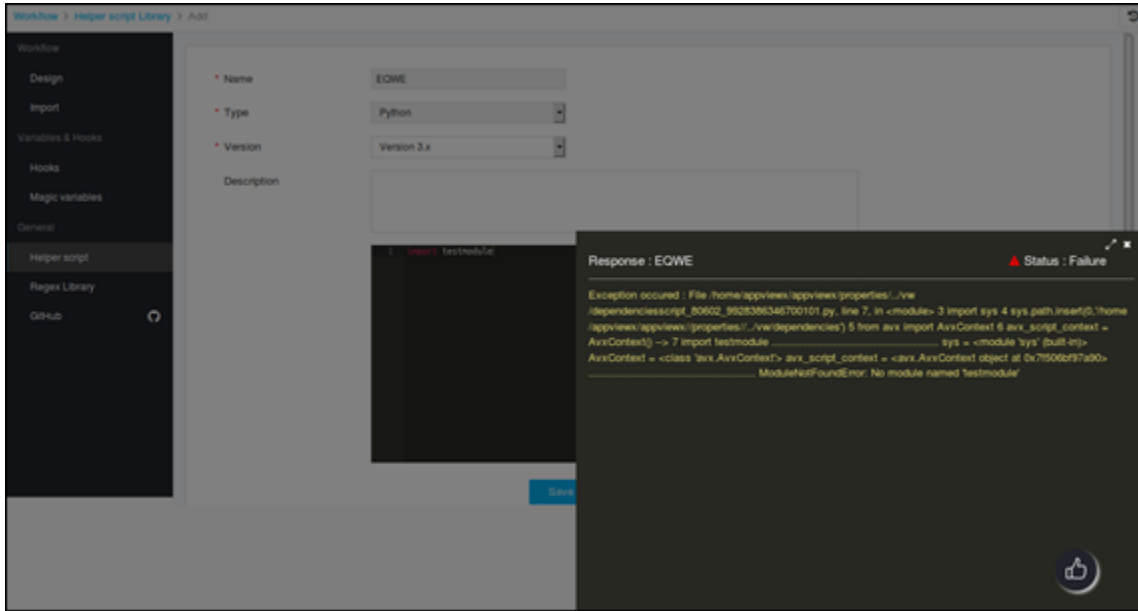 Workflow > Helper script Library > Add
Workflow
Design
Import
Variables & Hooks
Hooks
Magic variables
General
Helper script
Regex Library
GitHub
* Name EQWE
* Type Python
* Version Version 3.x
Description
1 import testmodule
Save
Response : EQWE
Status : Failure
Exception occured : File /home/appviewx/appviewx/properties/../vw
/dependenciesscript_80602_9928386346700101.py, line 7, in <module> 3 import sys 4 sys.path.insert(0,'/home
/appviewx/appviewx//properties//../vw/dependencies') 5 from avx import AvxContext 6 avx_script_context =
AvxContext() --> 7 import testmodule .................................................. sys = <module 'sys' (built-in)>
AvxContext = <class 'avx.AvxContext'> avx_script_context = <avx.AvxContext object at 0x7f506bf97a90>
.................................................. ModuleNotFoundError: No module named 'testmodule'